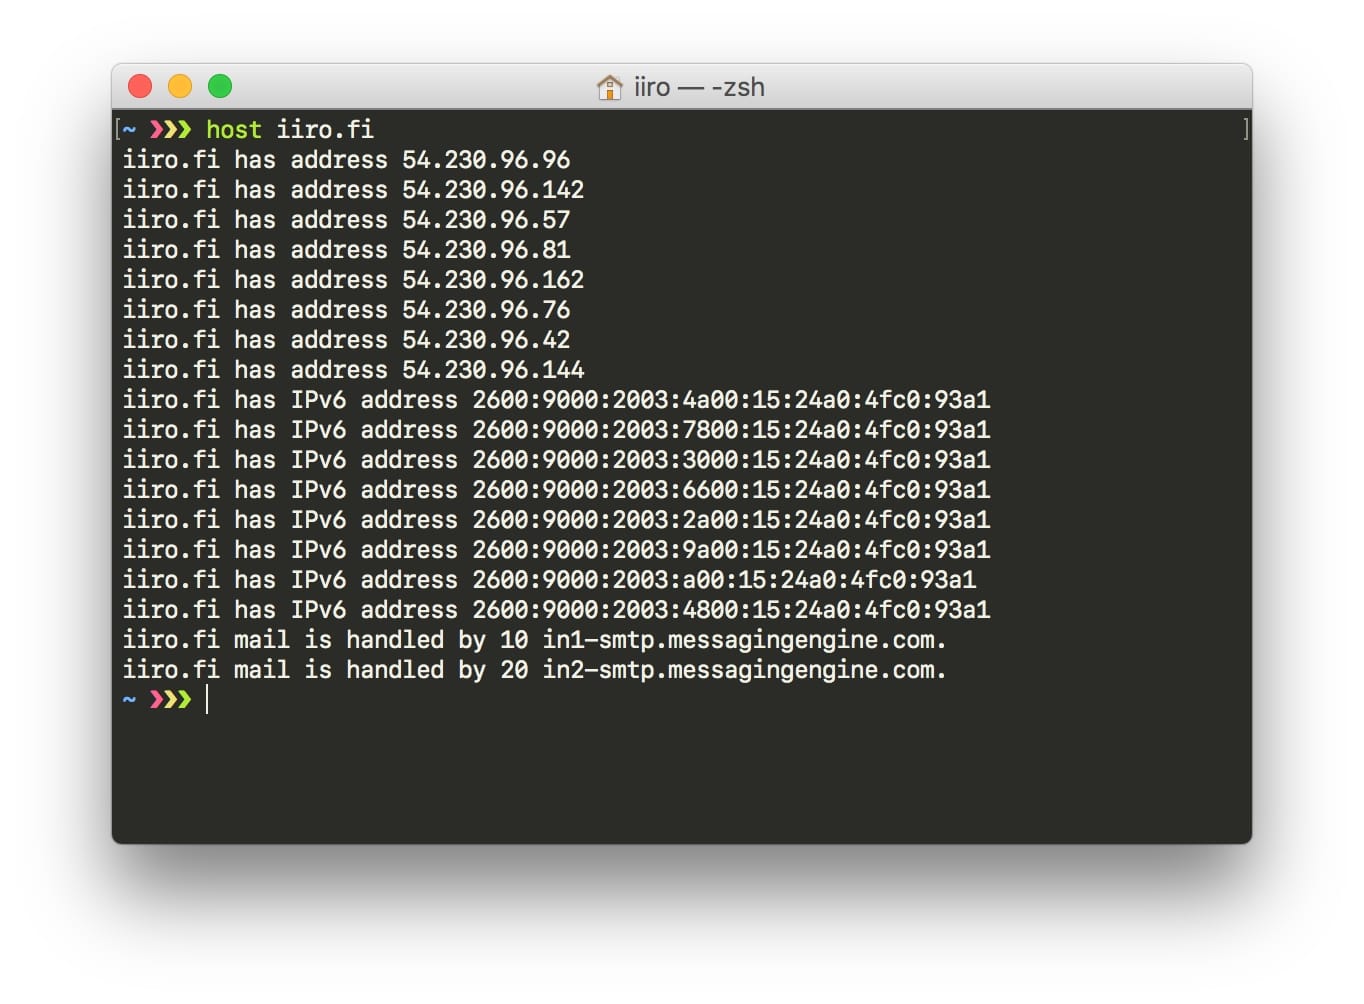 iiro — -zsh
[~ ❯❯❯ host iiro.fi ]
iiro.fi has address 54.230.96.96
iiro.fi has address 54.230.96.142
iiro.fi has address 54.230.96.57
iiro.fi has address 54.230.96.81
iiro.fi has address 54.230.96.162
iiro.fi has address 54.230.96.76
iiro.fi has address 54.230.96.42
iiro.fi has address 54.230.96.144
iiro.fi has IPv6 address 2600:9000:2003:4a00:15:24a0:4fc0:93a1
iiro.fi has IPv6 address 2600:9000:2003:7800:15:24a0:4fc0:93a1
iiro.fi has IPv6 address 2600:9000:2003:3000:15:24a0:4fc0:93a1
iiro.fi has IPv6 address 2600:9000:2003:6600:15:24a0:4fc0:93a1
iiro.fi has IPv6 address 2600:9000:2003:2a00:15:24a0:4fc0:93a1
iiro.fi has IPv6 address 2600:9000:2003:9a00:15:24a0:4fc0:93a1
iiro.fi has IPv6 address 2600:9000:2003:a00:15:24a0:4fc0:93a1
iiro.fi has IPv6 address 2600:9000:2003:4800:15:24a0:4fc0:93a1
iiro.fi mail is handled by 10 in1-smtp.messagingengine.com.
iiro.fi mail is handled by 20 in2-smtp.messagingengine.com.
~ ❯❯❯